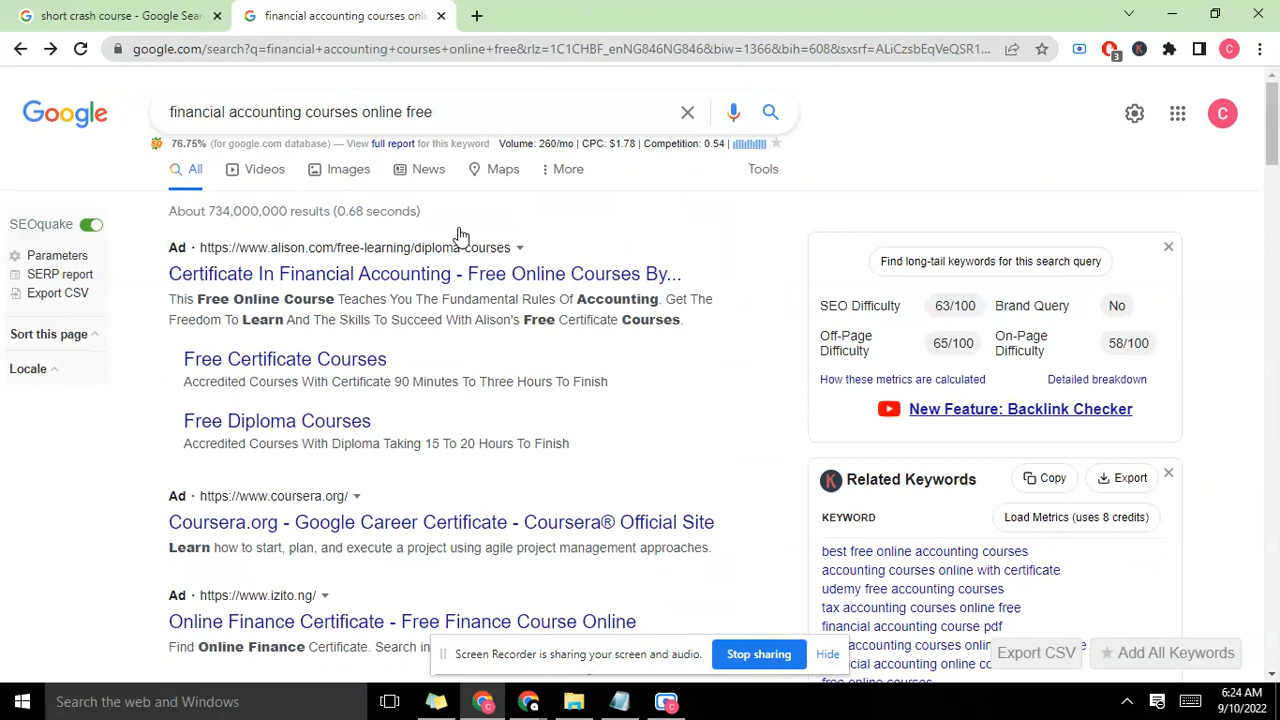 short crash course - Google Sear
financial accounting courses onli
google.com/search?q=financial+accounting+courses+online+free&rlz=1C1CHBF_enNG846NG846&biw=1366&bih=608&sxsrf=ALiCzsbEqVeQSR1...
3
C
Google
financial accounting courses online free
C
76.75% (for google.com database) — View full report for this keyword Volume: 260/mo | CPC: $1.78 | Competition: 0.54 |
All
Videos
Images
News
Maps
More
Tools
About 734,000,000 results (0.68 seconds)
SEOquake
Parameters
SERP report
Export CSV
Sort this page
Locale
Ad · https://www.alison.com/free-learning/diploma-courses
Certificate In Financial Accounting - Free Online Courses By...
This Free Online Course Teaches You The Fundamental Rules Of Accounting. Get The
Freedom To Learn And The Skills To Succeed With Alison's Free Certificate Courses.
Free Certificate Courses
Accredited Courses With Certificate 90 Minutes To Three Hours To Finish
Free Diploma Courses
Accredited Courses With Diploma Taking 15 To 20 Hours To Finish
Ad · https://www.coursera.org/
Coursera.org - Google Career Certificate - Coursera® Official Site
Learn how to start, plan, and execute a project using agile project management approaches.
Ad · https://www.izito.ng/
Online Finance Certificate - Free Finance Course Online
Find Online Finance Certificate. Search in
Find long-tail keywords for this search query
SEO Difficulty 63/100 Brand Query No
Off-Page Difficulty 65/100 On-Page Difficulty 58/100
How these metrics are calculated
Detailed breakdown
New Feature: Backlink Checker
K Related Keywords
Copy
Export
KEYWORD
Load Metrics (uses 8 credits)
best free online accounting courses
accounting courses online with certificate
udemy free accounting courses
tax accounting courses online free
financial accounting course pdf
accounting courses online
financial accounting online co
free online courses
Export CSV
Add All Keywords
Screen Recorder is sharing your screen and audio.
Stop sharing
Hide
Search the web and Windows
6:24 AM
9/10/2022